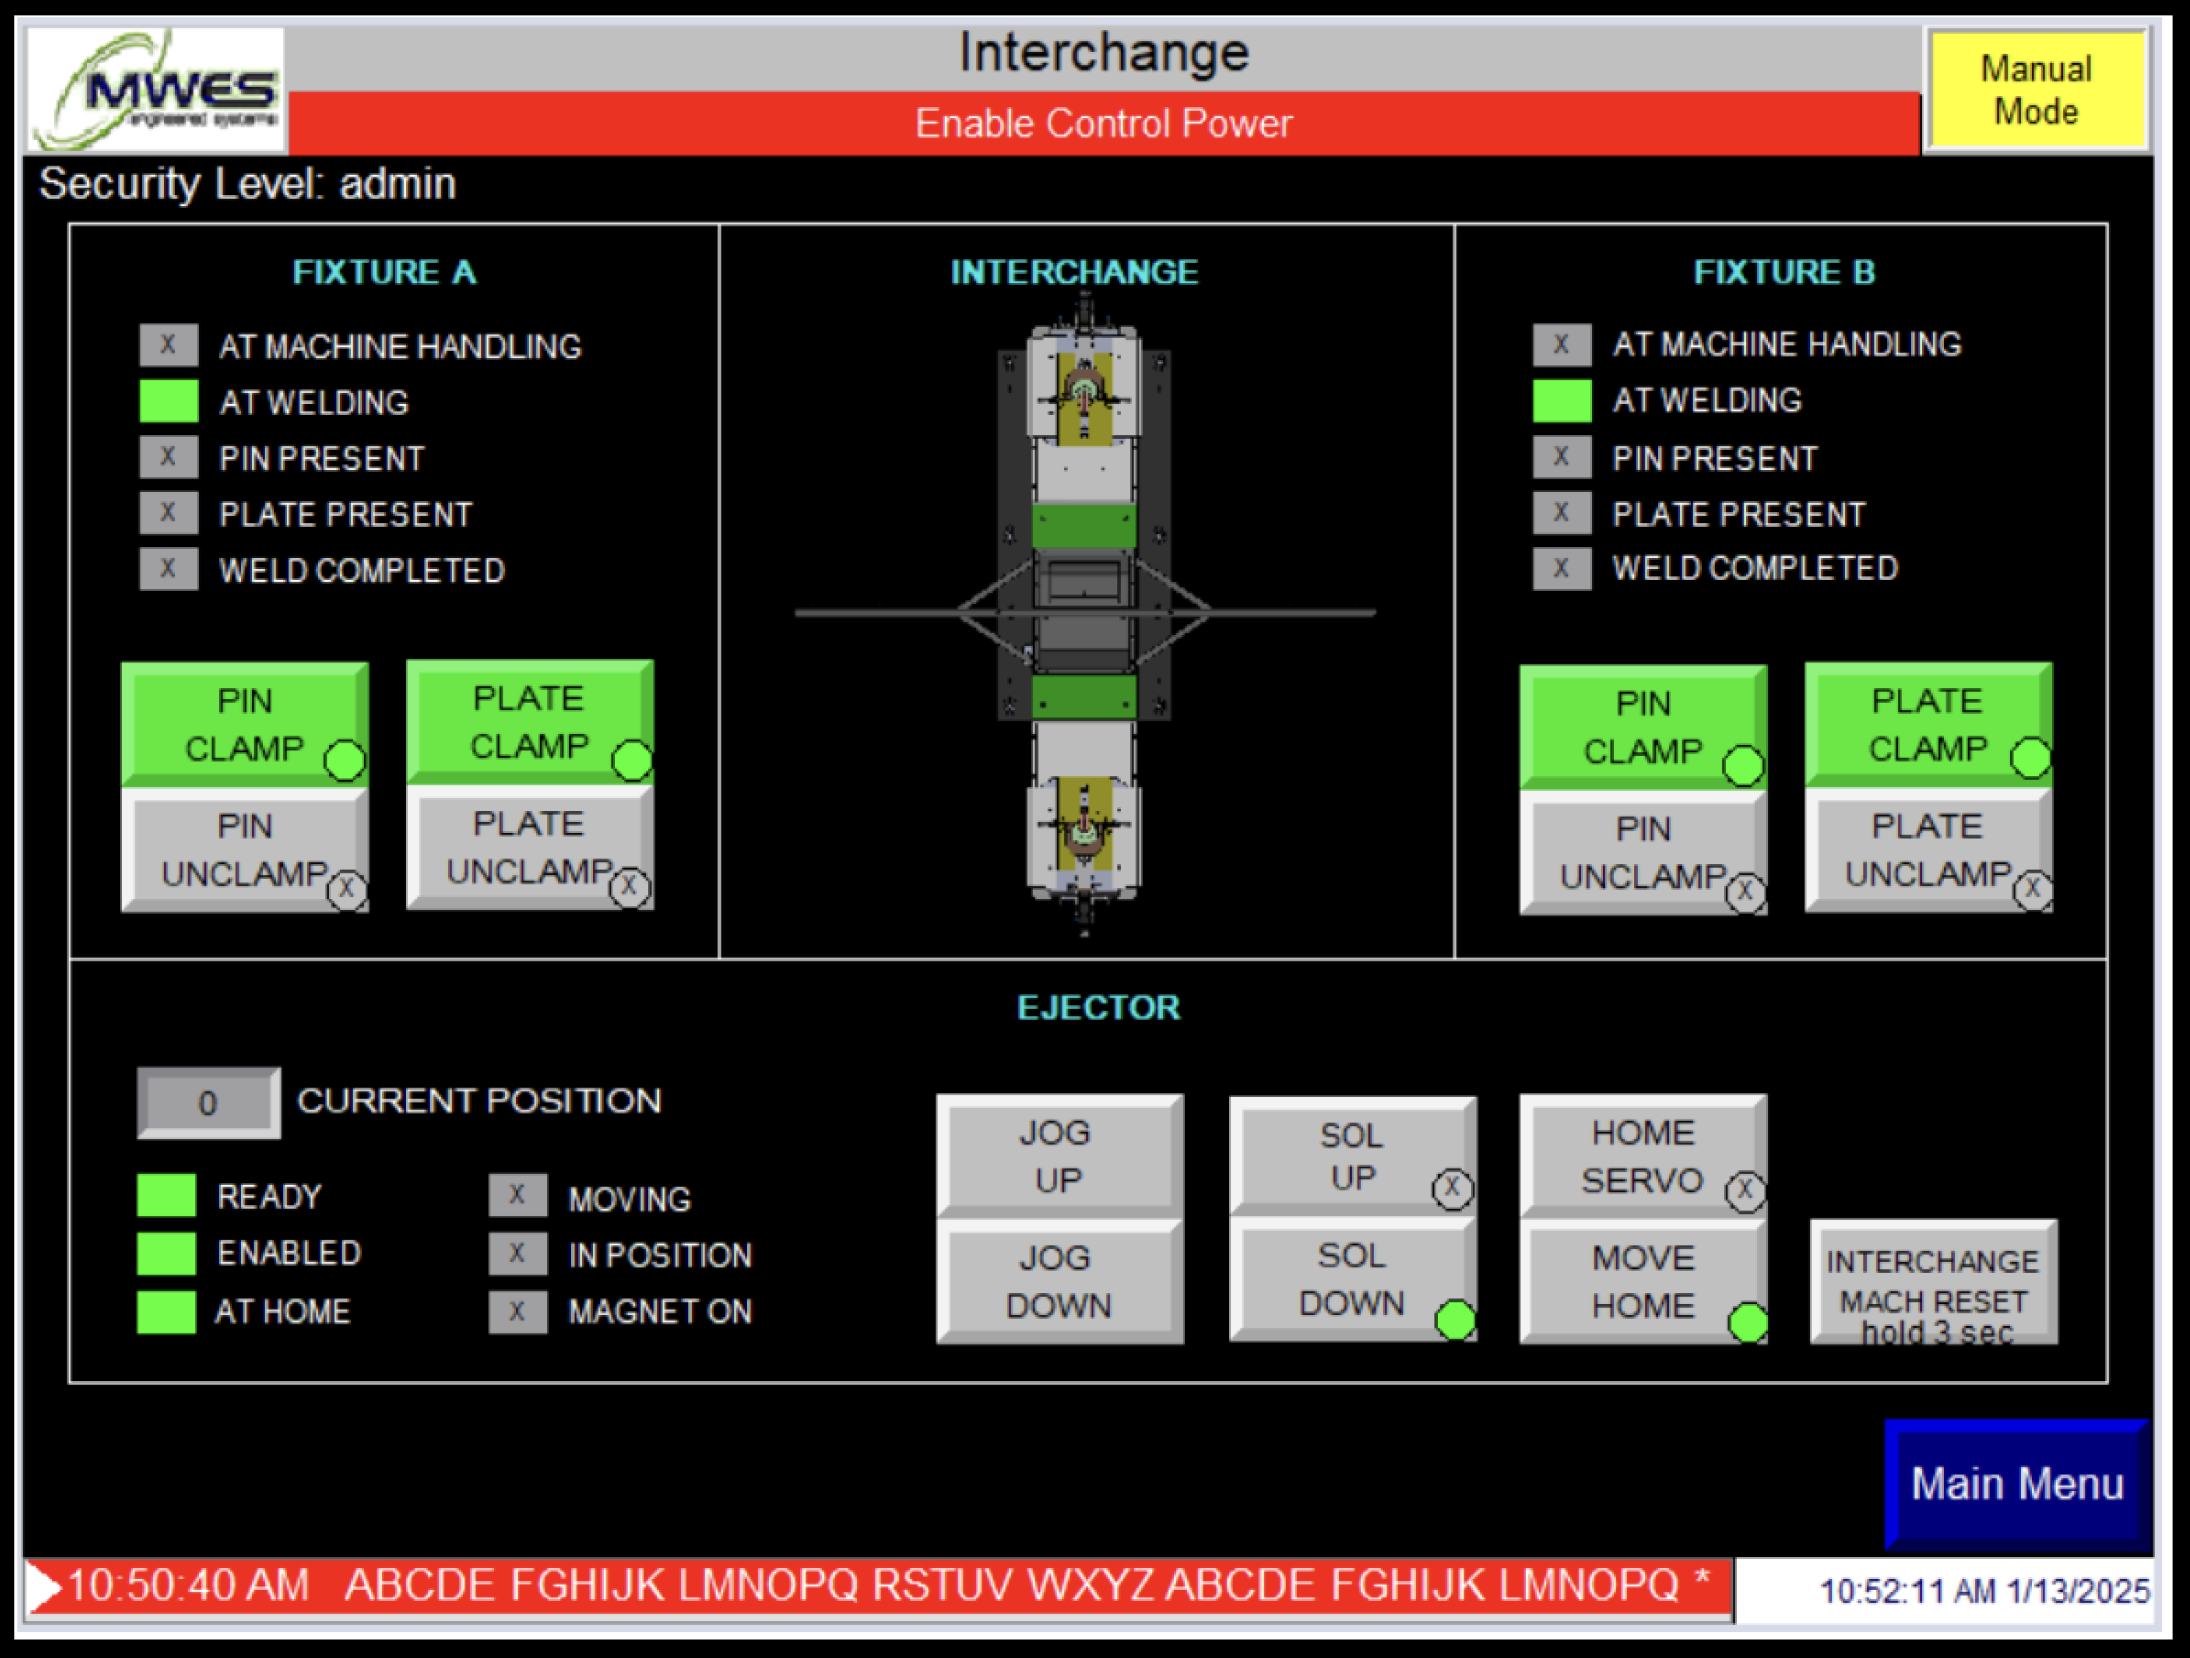 MWES
engineered systems
Interchange
Enable Control Power
Manual
Mode
Security Level: admin
FIXTURE A
X AT MACHINE HANDLING
AT WELDING
X PIN PRESENT
X PLATE PRESENT
X WELD COMPLETED
PIN
CLAMP
PLATE
CLAMP
PIN
UNCLAMP X
PLATE
UNCLAMP X
INTERCHANGE
FIXTURE B
X AT MACHINE HANDLING
AT WELDING
X PIN PRESENT
X PLATE PRESENT
X WELD COMPLETED
PIN
CLAMP
PLATE
CLAMP
PIN
UNCLAMP X
PLATE
UNCLAMP X
EJECTOR
0 CURRENT POSITION
READY
ENABLED
AT HOME
X MOVING
X IN POSITION
X MAGNET ON
JOG
UP
JOG
DOWN
SOL
UP X
SOL
DOWN
HOME
SERVO X
MOVE
HOME
INTERCHANGE
MACH RESET
hold 3 sec
Main Menu
10:50:40 AM ABCDE FGHIJK LMNOPQ RSTUV WXYZ ABCDE FGHIJK LMNOPQ *
10:52:11 AM 1/13/2025